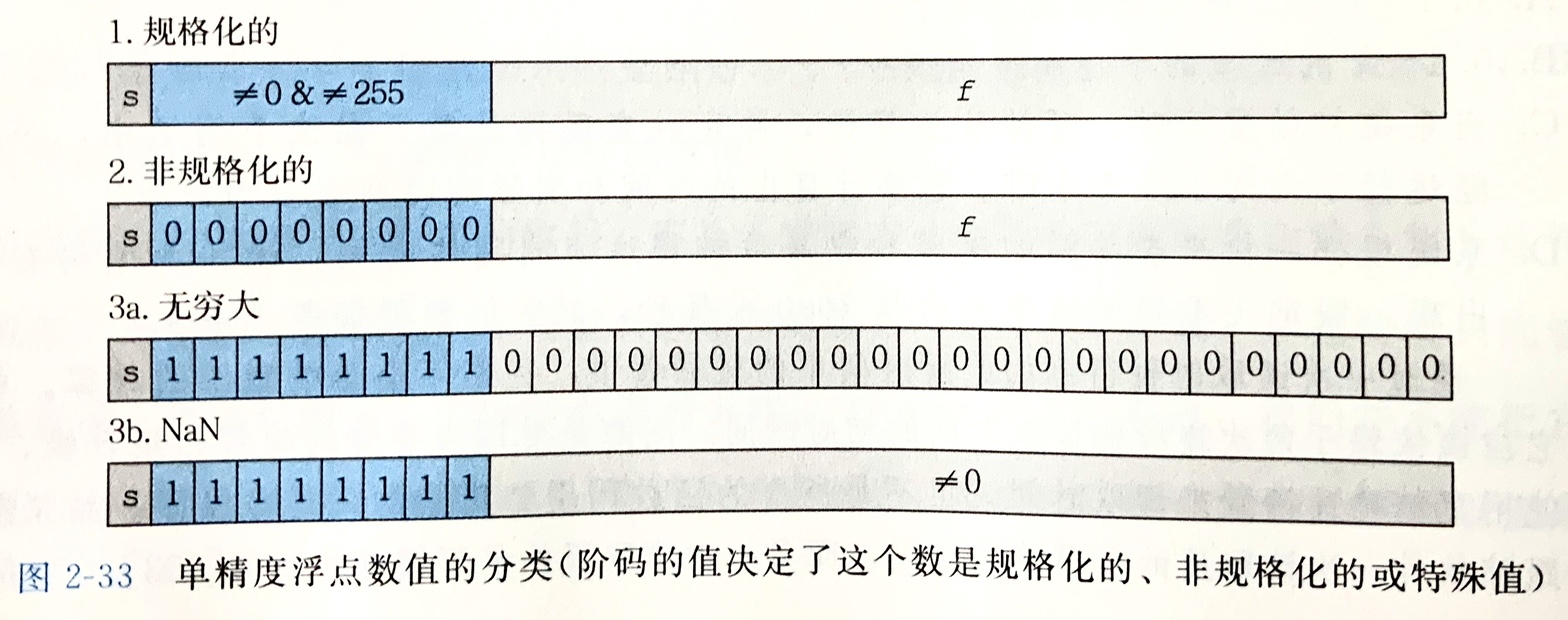 1. 规格化的
s ≠0 & ≠255 f
2. 非规格化的
s 0 0 0 0 0 0 0 0 f
3a. 无穷大
s 1 1 1 1 1 1 1 1 0 0 0 0 0 0 0 0 0 0 0 0 0 0 0 0 0 0 0 0 0 0 0
3b. NaN
s 1 1 1 1 1 1 1 1 ≠0
图 2-33 单精度浮点数值的分类(阶码的值决定了这个数是规格化的、非规格化的或特殊值)